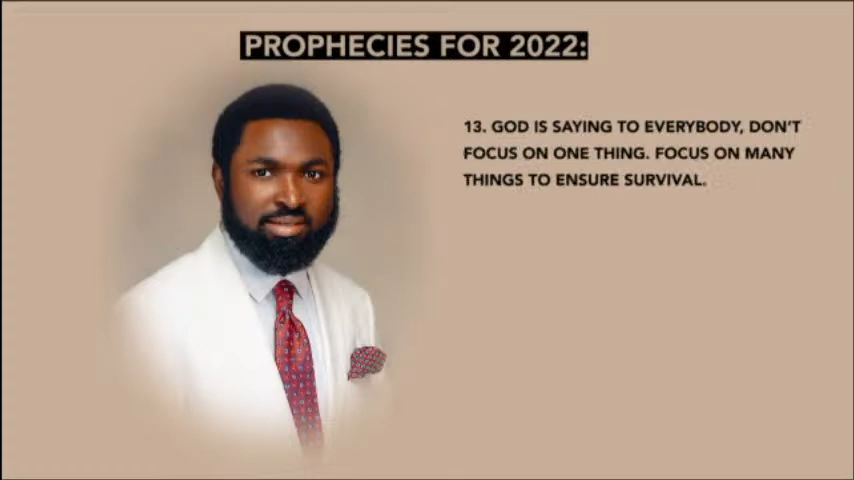 PROPHECIES FOR 2022:
13. GOD IS SAYING TO EVERYBODY, DON'T
FOCUS ON ONE THING. FOCUS ON MANY
THINGS TO ENSURE SURVIVAL.